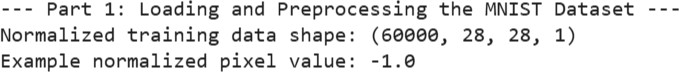 --- Part 1: Loading and Preprocessing the MNIST Dataset ---
Normalized training data shape: (60000, 28, 28, 1)
Example normalized pixel value: -1.0